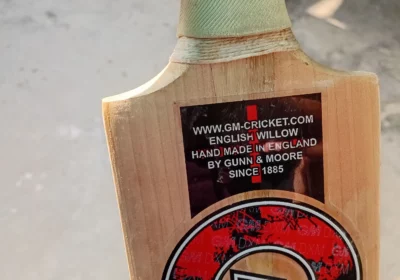 WWW.GM-CRICKET.COM
ENGLISH WILLOW
HAND MADE IN ENGLAND
BY GUNN & MOORE
SINCE 1885